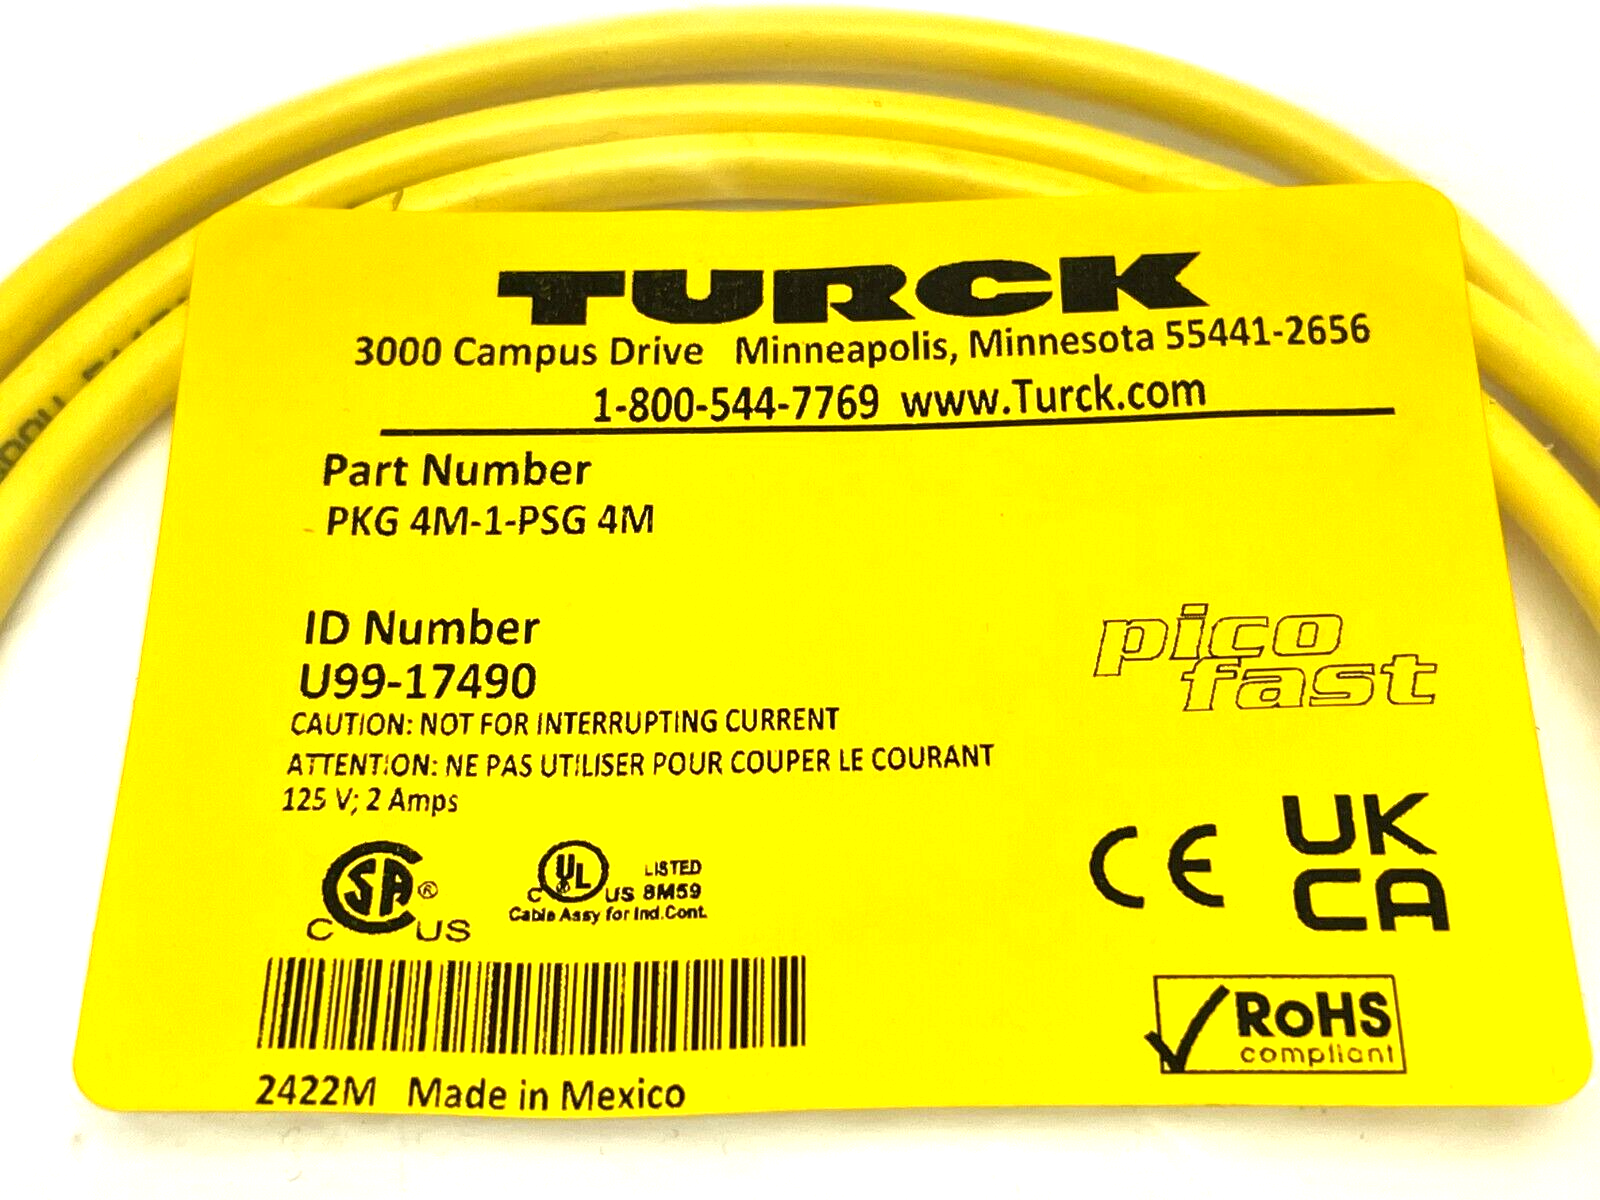 TURCK
3000 Campus Drive Minneapolis, Minnesota 55441-2656
1-800-544-7769 www.Turck.com
Part Number
PKG 4M-1-PSG 4M
ID Number
U99-17490
CAUTION: NOT FOR INTERRUPTING CURRENT
ATTENTION: NE PAS UTILISER POUR COUPER LE COURANT
125 V; 2 Amps
pico
fast
CSA®
C US
C UL US LISTED 8M59
Cable Assy for Ind.Cont.
CE
UK
CA
RoHS
compliant
2422M Made in Mexico